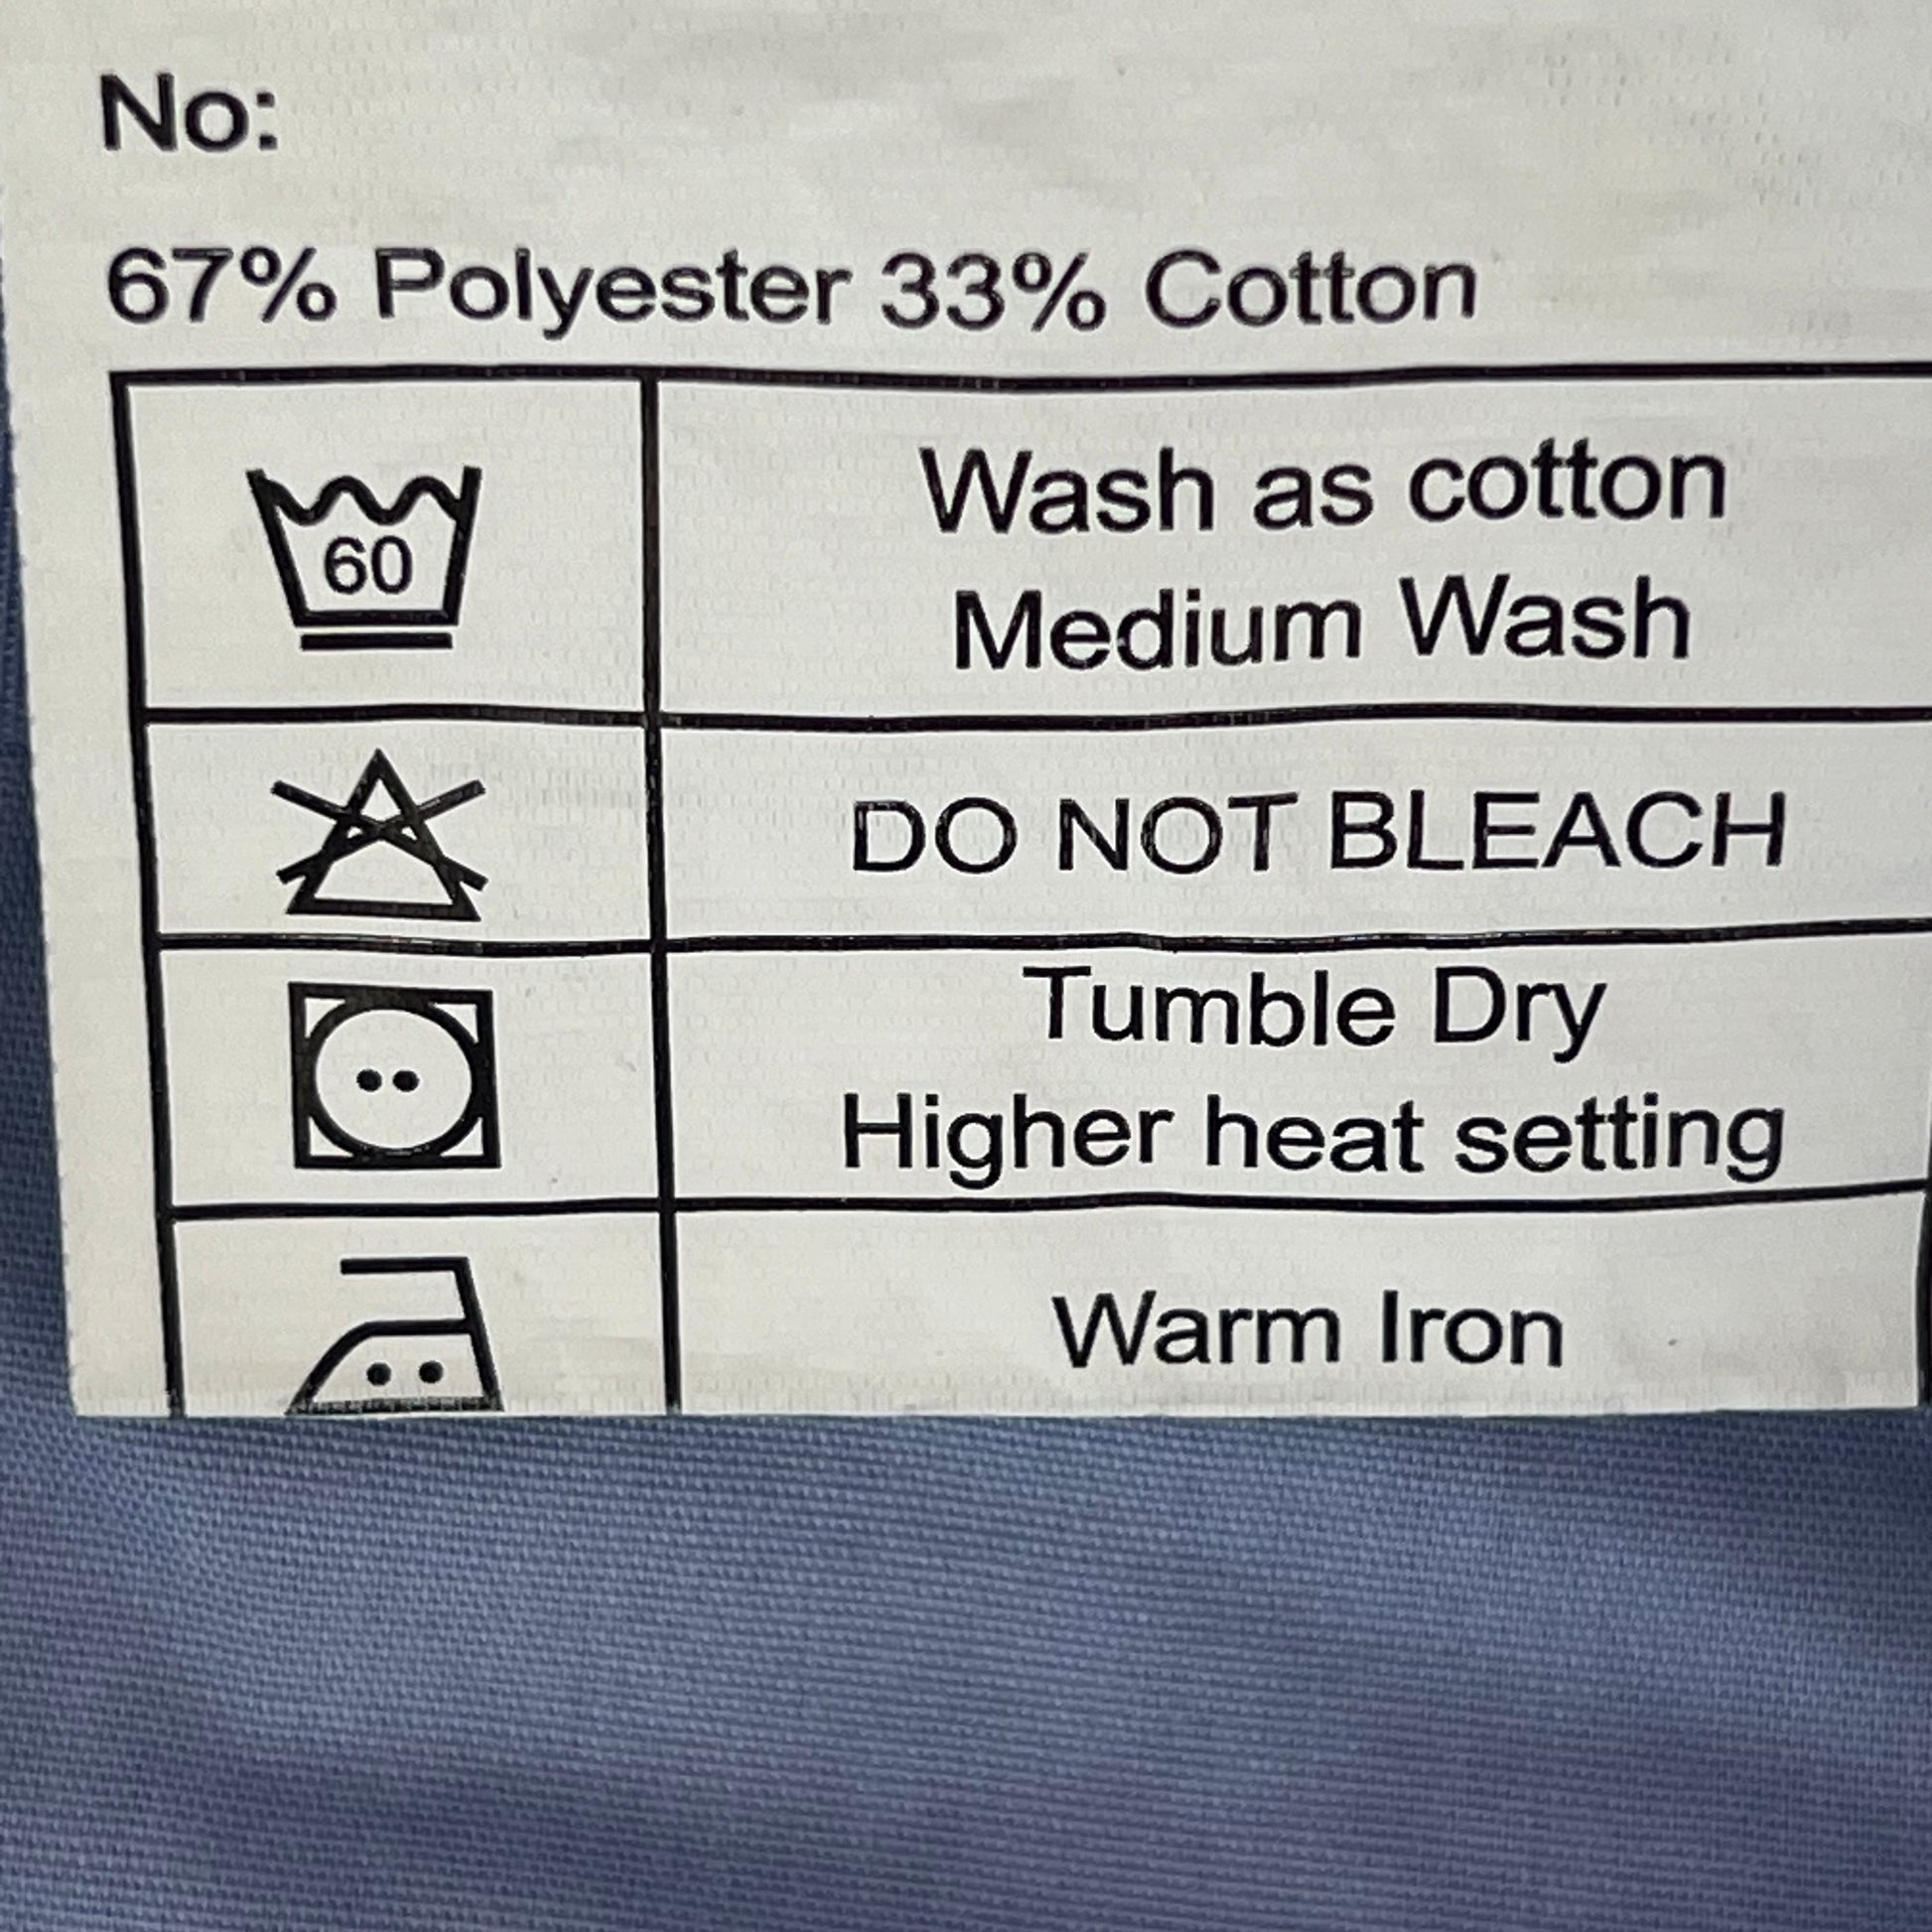 No:
67% Polyester 33% Cotton
60
Wash as cotton
Medium Wash
DO NOT BLEACH
Tumble Dry
Higher heat setting
Warm Iron